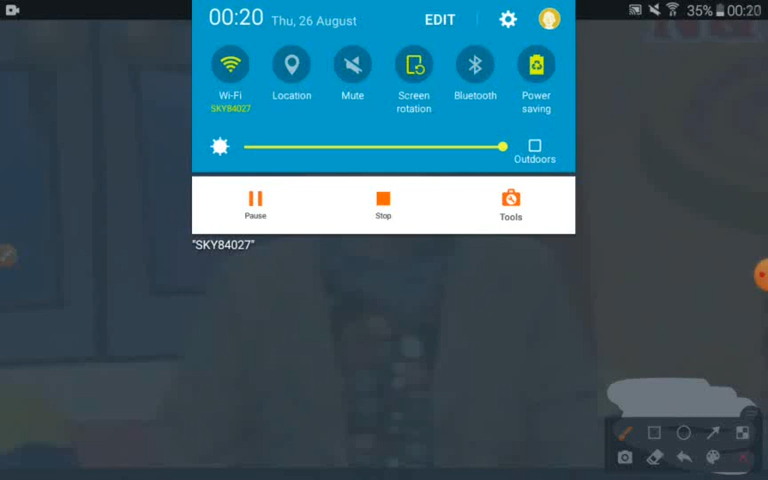 00:20 Thu, 26 August EDIT
35% 00:20
Wi-Fi
SKY84027
Location
Mute
Screen
rotation
Bluetooth
Power
saving
Outdoors
Pause
Stop
Tools
"SKY84027"